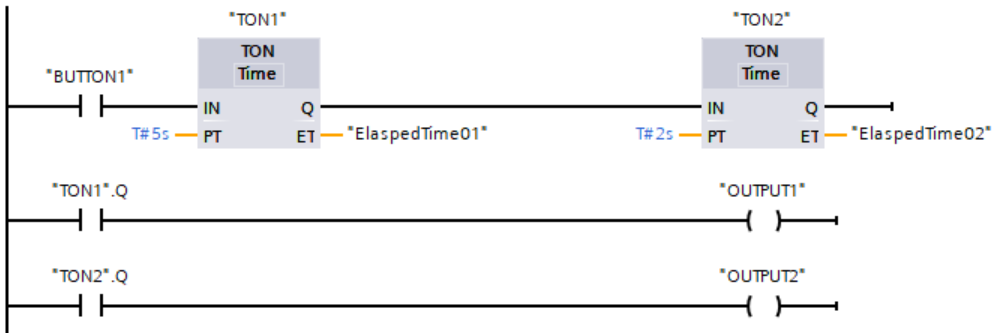 "TON1" "TON2"
TON TON
Time Time
"BUTTON1"
IN Q IN Q
T#5s PT ET "ElaspedTime01" T#2s PT ET "ElaspedTime02"
"TON1".Q "OUTPUT1"
"TON2".Q "OUTPUT2"